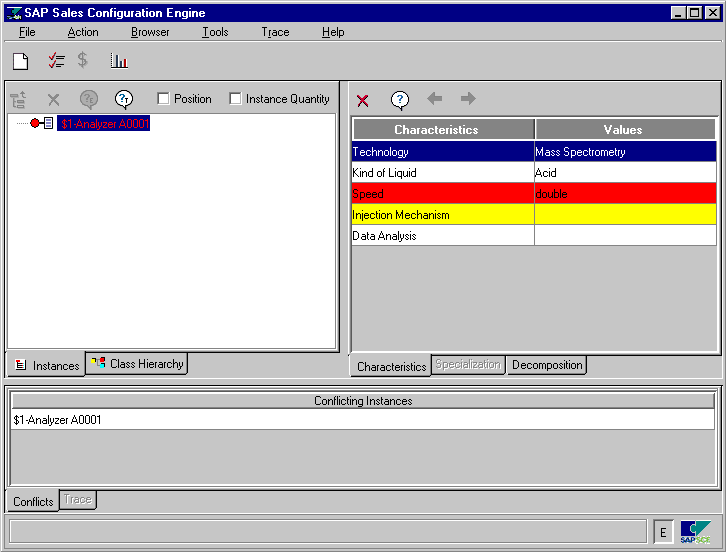 SAP Sales Configuration Engine
File Action Browser Tools Trace Help
$
?E ?T Position Instance Quantity
?
$1-Analyzer A0001
Characteristics Values
Technology Mass Spectrometry
Kind of Liquid Acid
Speed double
Injection Mechanism
Data Analysis
Instances Class Hierarchy
Characteristics Specialization Decomposition
Conflicting Instances
$1-Analyzer A0001
Conflicts Trace
E
SAP SCE